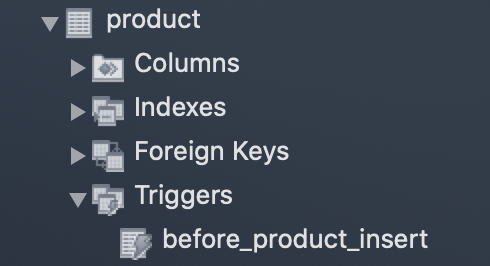 product
Columns
Indexes
Foreign Keys
Triggers
before_product_insert